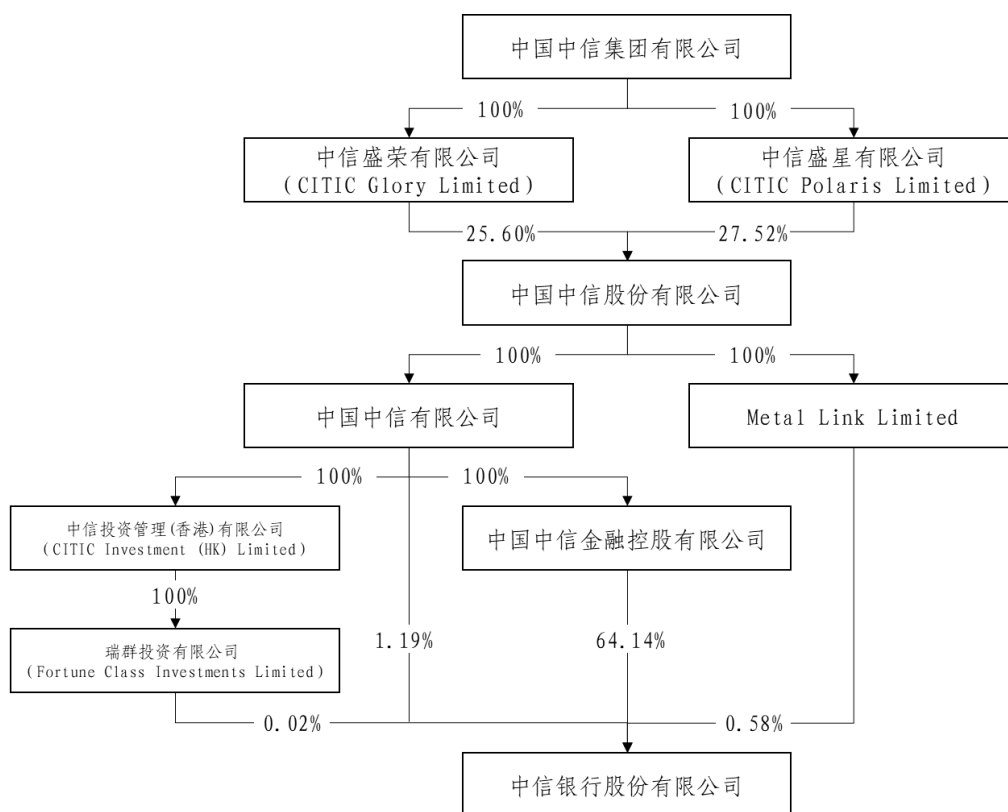 中国中信集团有限公司
100%
100%
中信盛荣有限公司
(CITIC Glory Limited)
中信盛星有限公司
(CITIC Polaris Limited)
25.60%
27.52%
中国中信股份有限公司
100%
100%
中国中信有限公司
Metal Link Limited
100%
100%
中信投资管理(香港)有限公司
(CITIC Investment (HK) Limited)
中国中信金融控股有限公司
100%
瑞群投资有限公司
(Fortune Class Investments Limited)
1.19%
64.14%
0.02%
0.58%
中信银行股份有限公司